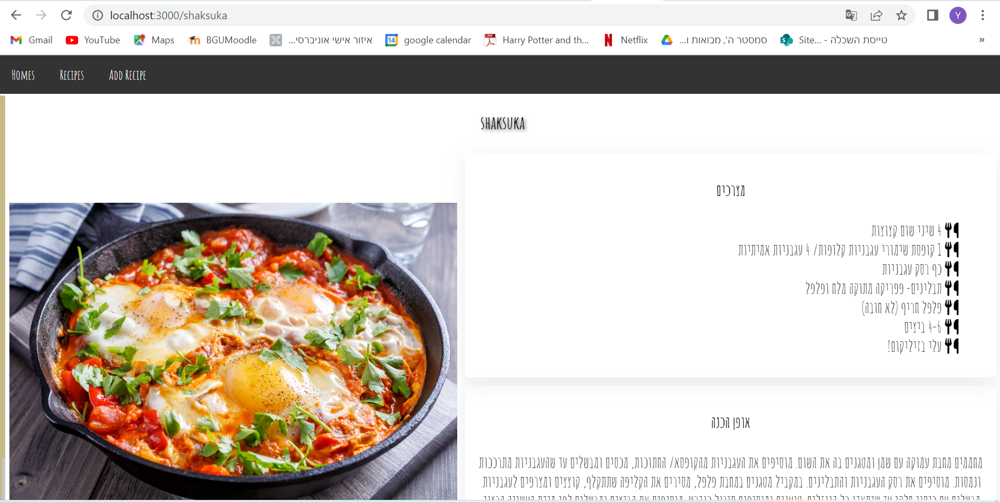 localhost:3000/shaksuka
Y
Gmail
YouTube
Maps
BGUMoodle
איזור אישי אוניברסי...
14
google calendar
PDF
Harry Potter and th...
N
Netflix
סמסטר ה', מבואות ו...
S
טייסת השכלה - Site...
»
Homes
Recipes
Add Recipe
shaksuka
מצרכים
4 שיני שום קצוצות
1 קופסת שימורי עגבניות קלופות/ 4 עגבניות אמיתיות
כף רסק עגבניות
תבלינים- פפריקה מתוקה מלח ופלפל
פלפל חריף (לא חובה)
4-6 ביצים
עלי בזיליקום!
אופן הכנה
מחממים מחבת עמוקה עם שמן ומטגנים בה את השום. מוסיפים את העגבניות מהקופסא/ החתוכות, מכסים ומבשלים עד שהעגבניות מתרככות
ונמסות. מוסיפים את רסק העגבניות והתבלינים. במקביל מטגנים במחבת פלפל, מסירים את הקליפה שתתקלף, קוצצים ומצרפים לעגבניות.